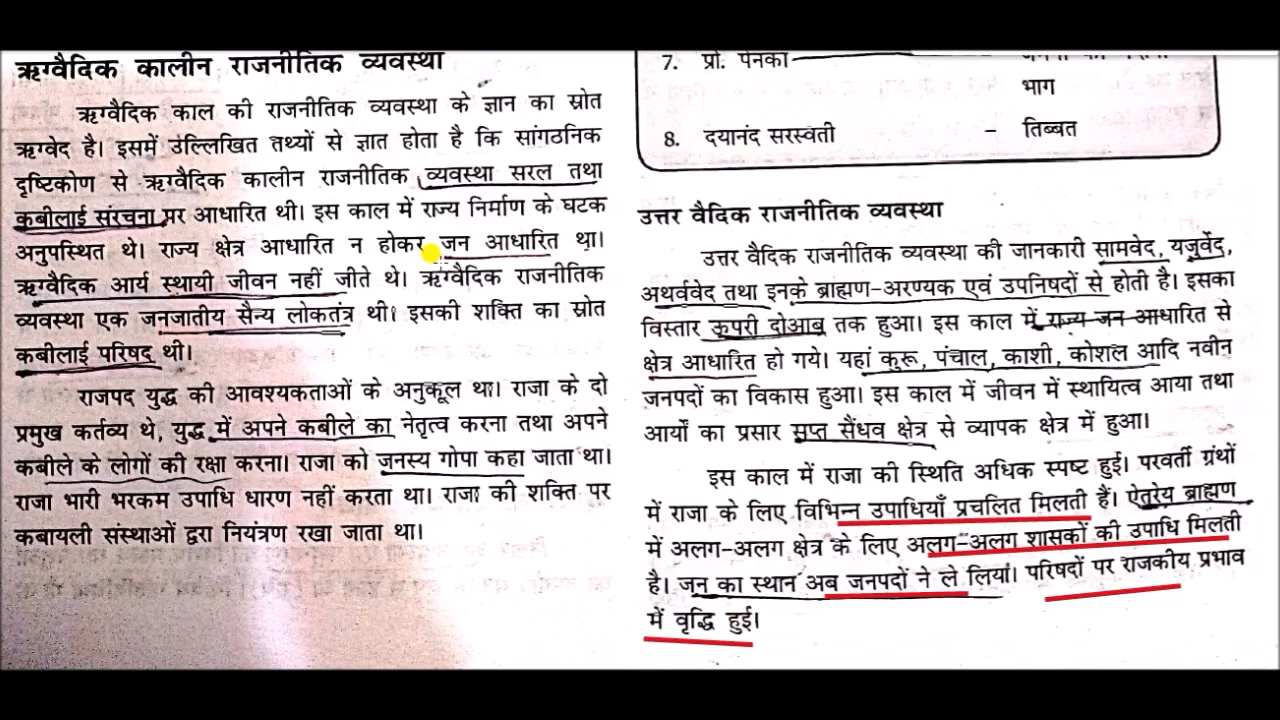 ऋग्वैदिक कालीन राजनीतिक व्यवस्था
ऋग्वैदिक काल की राजनीतिक व्यवस्था के ज्ञान का स्रोत
ऋग्वेद है। इसमें उल्लिखित तथ्यों से ज्ञात होता है कि सांगठनिक
दृष्टिकोण से ऋग्वैदिक कालीन राजनीतिक व्यवस्था सरल तथा
कबीलाई संरचना पर आधारित थी। इस काल में राज्य निर्माण के घटक
अनुपस्थित थे। राज्य क्षेत्र आधारित न होकर जन आधारित था।
ऋग्वैदिक आर्य स्थायी जीवन नहीं जीते थे। ऋग्वैदिक राजनीतिक
व्यवस्था एक जनजातीय सैन्य लोकतंत्र थी। इसकी शक्ति का स्रोत
कबीलाई परिषद थी।
राजपद युद्ध की आवश्यकताओं के अनुकूल था। राजा के दो
प्रमुख कर्तव्य थे, युद्ध में अपने कबीले का नेतृत्व करना तथा अपने
कबीले के लोगों की रक्षा करना। राजा को जनस्य गोपा कहा जाता था।
राजा भारी भरकम उपाधि धारण नहीं करता था। राजा की शक्ति पर
कबायली संस्थाओं द्वरा नियंत्रण रखा जाता था।
7. प्रो. पेनका
भाग
8. दयानंद सरस्वती – तिब्बत
उत्तर वैदिक राजनीतिक व्यवस्था
उत्तर वैदिक राजनीतिक व्यवस्था की जानकारी सामवेद, यजुर्वेद,
अथर्ववेद तथा इनके ब्राह्मण-अरण्यक एवं उपनिषदों से होती है। इसका
विस्तार ऊपरी दोआब तक हुआ। इस काल में राज्य जन आधारित से
क्षेत्र आधारित हो गये। यहां कुरू, पंचाल, काशी, कोशल आदि नवीन
जनपदों का विकास हुआ। इस काल में जीवन में स्थायित्व आया तथा
आर्यों का प्रसार सप्त सैंधव क्षेत्र से व्यापक क्षेत्र में हुआ।
इस काल में राजा की स्थिति अधिक स्पष्ट हुई। परवर्ती ग्रंथों
में राजा के लिए विभिन्न उपाधियाँ प्रचलित मिलती हैं। ऐतरेय ब्राह्मण
में अलग-अलग क्षेत्र के लिए अलग-अलग शासकों की उपाधि मिलती
है। जन का स्थान अब जनपदों ने ले लिया। परिषदों पर राजकीय प्रभाव
में वृद्धि हुई।